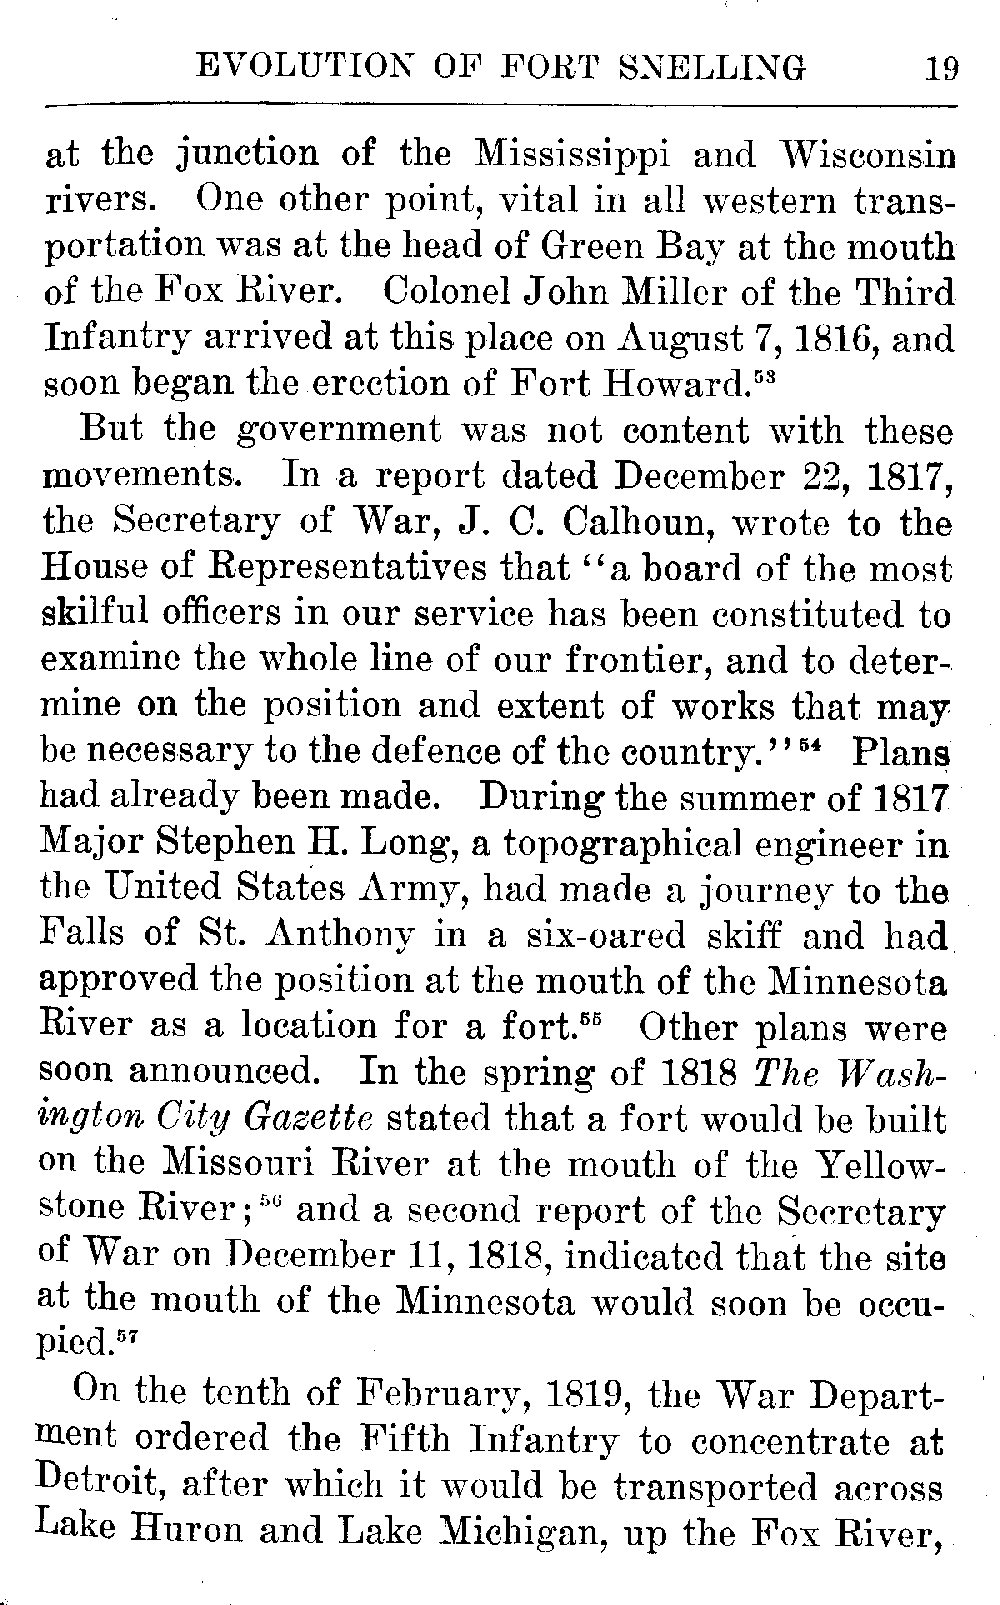 EVOLUTION OF FORT SNELLING 19
at the junction of the Mississippi and Wisconsin
rivers. One other point, vital in all western trans-
portation was at the head of Green Bay at the mouth
of the Fox River. Colonel John Miller of the Third
Infantry arrived at this place on August 7, 1816, and
soon began the erection of Fort Howard.⁵³
But the government was not content with these
movements. In a report dated December 22, 1817,
the Secretary of War, J. C. Calhoun, wrote to the
House of Representatives that "a board of the most
skilful officers in our service has been constituted to
examine the whole line of our frontier, and to deter-
mine on the position and extent of works that may
be necessary to the defence of the country."⁵⁴ Plans
had already been made. During the summer of 1817
Major Stephen H. Long, a topographical engineer in
the United States Army, had made a journey to the
Falls of St. Anthony in a six-oared skiff and had
approved the position at the mouth of the Minnesota
River as a location for a fort.⁵⁵ Other plans were
soon announced. In the spring of 1818 The Wash-
ington City Gazette stated that a fort would be built
on the Missouri River at the mouth of the Yellow-
stone River;⁵⁶ and a second report of the Secretary
of War on December 11, 1818, indicated that the site
at the mouth of the Minnesota would soon be occu-
pied.⁵⁷
On the tenth of February, 1819, the War Depart-
ment ordered the Fifth Infantry to concentrate at
Detroit, after which it would be transported across
Lake Huron and Lake Michigan, up the Fox River,